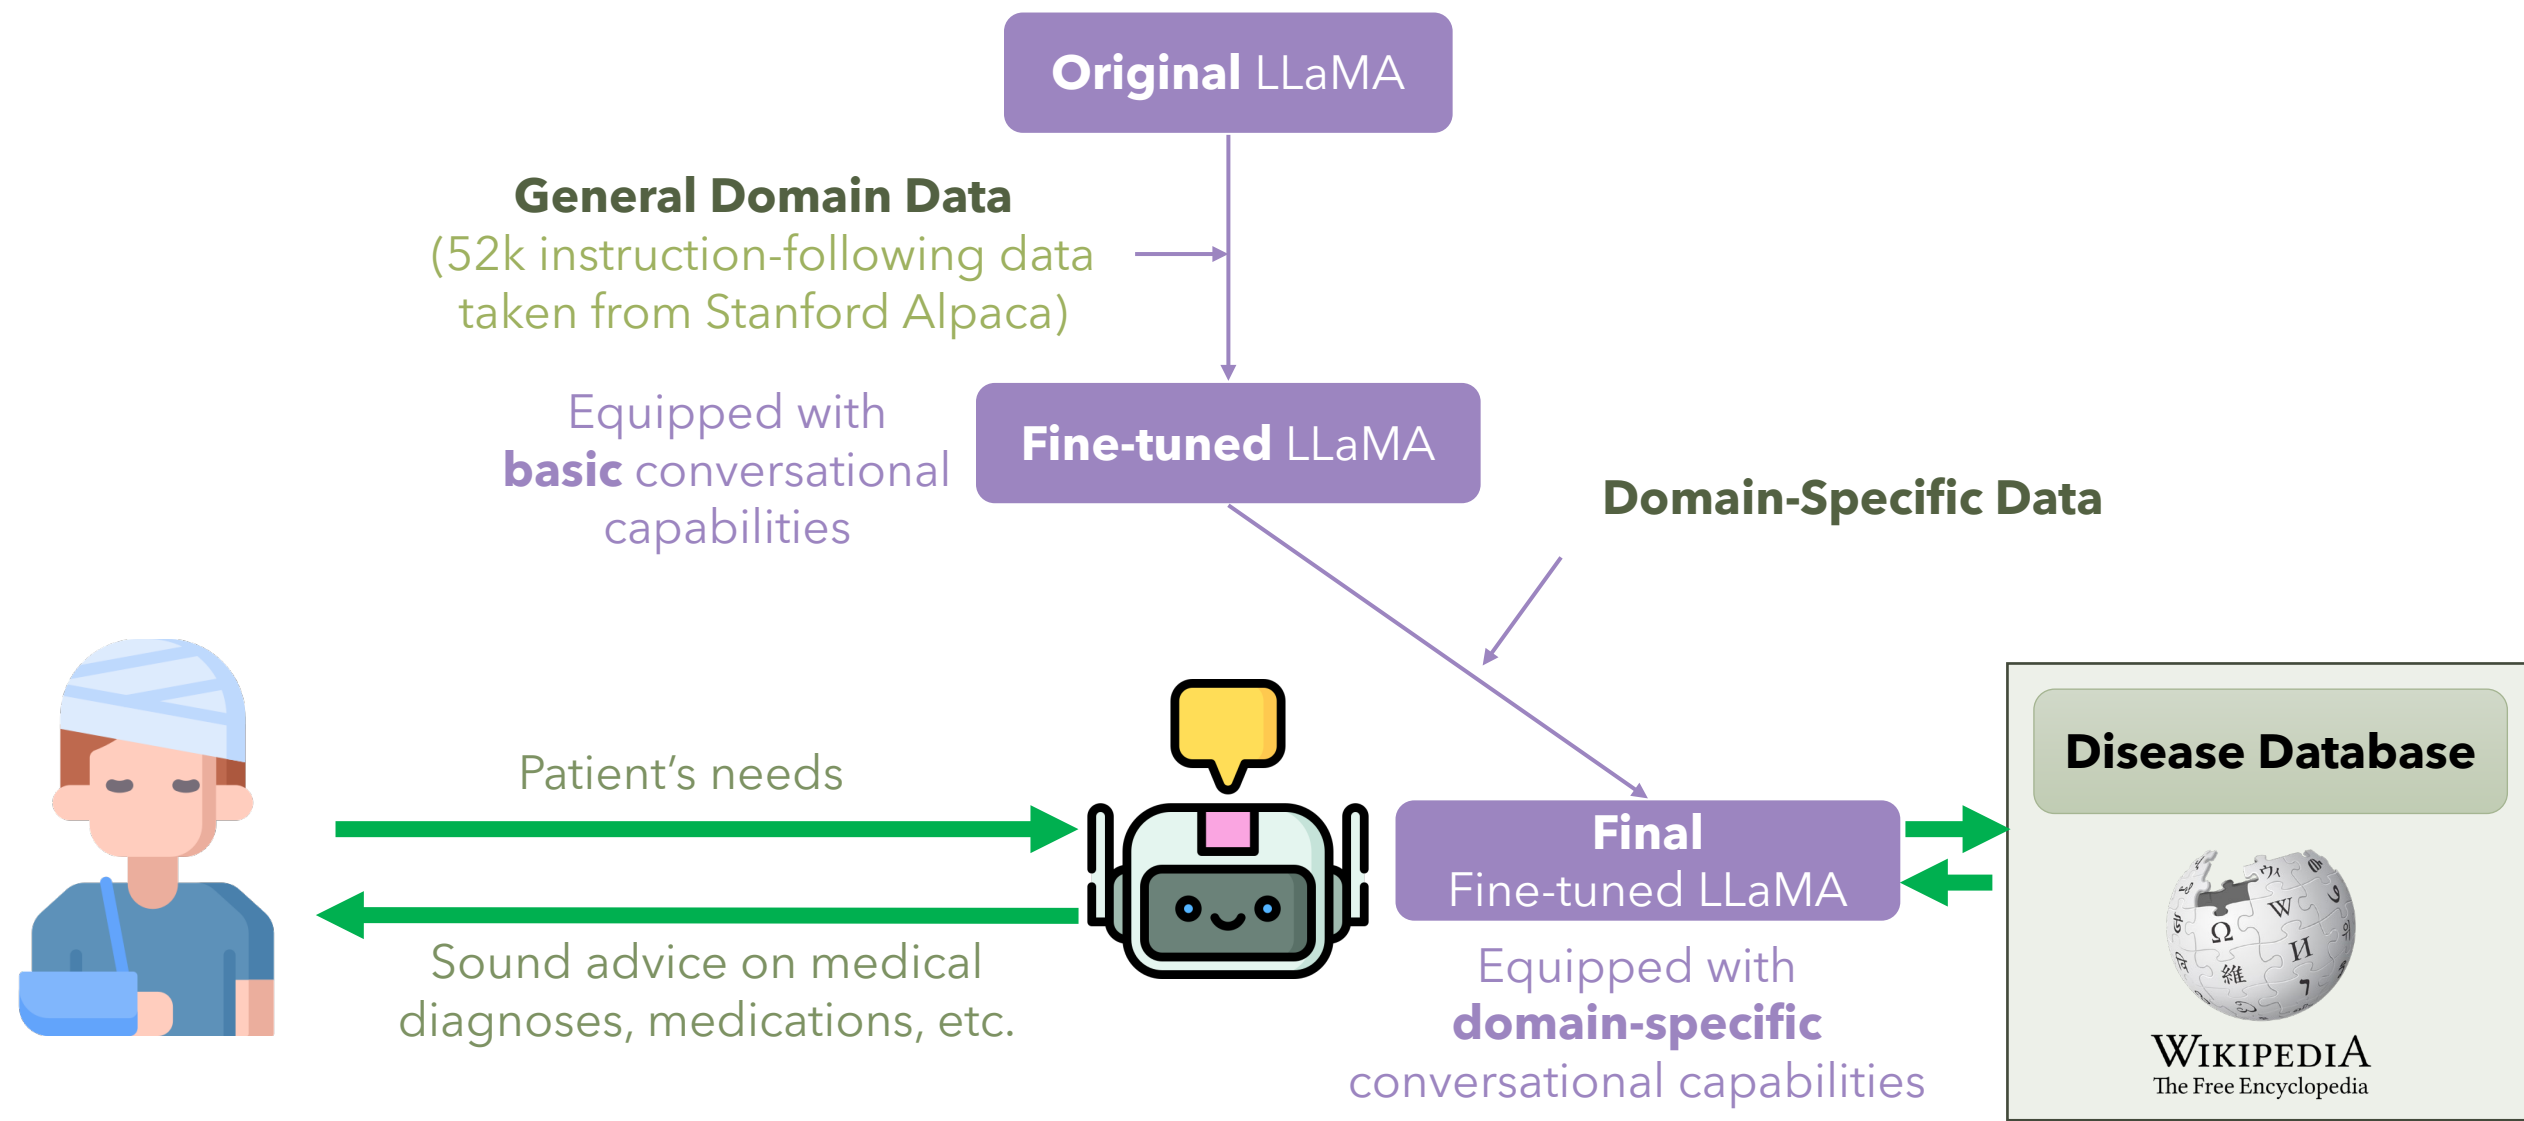 Original LLaMA
General Domain Data
(52k instruction-following data
taken from Stanford Alpaca)
Equipped with
basic conversational
capabilities
Fine-tuned LLaMA
Domain-Specific Data
Patient’s needs
Sound advice on medical
diagnoses, medications, etc.
Final
Fine-tuned LLaMA
Equipped with
domain-specific
conversational capabilities
Disease Database
Ω
W
И
維
WIKIPEDIA
The Free Encyclopedia